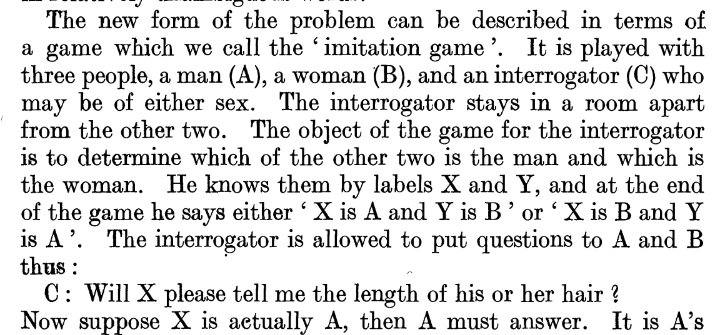 The new form of the problem can be described in terms of
a game which we call the ‘ imitation game ’. It is played with
three people, a man (A), a woman (B), and an interrogator (C) who
may be of either sex. The interrogator stays in a room apart
from the other two. The object of the game for the interrogator
is to determine which of the other two is the man and which is
the woman. He knows them by labels X and Y, and at the end
of the game he says either ‘ X is A and Y is B ’ or ‘ X is B and Y
is A ’. The interrogator is allowed to put questions to A and B
thus :
C : Will X please tell me the length of his or her hair ?
Now suppose X is actually A, then A must answer. It is A’s